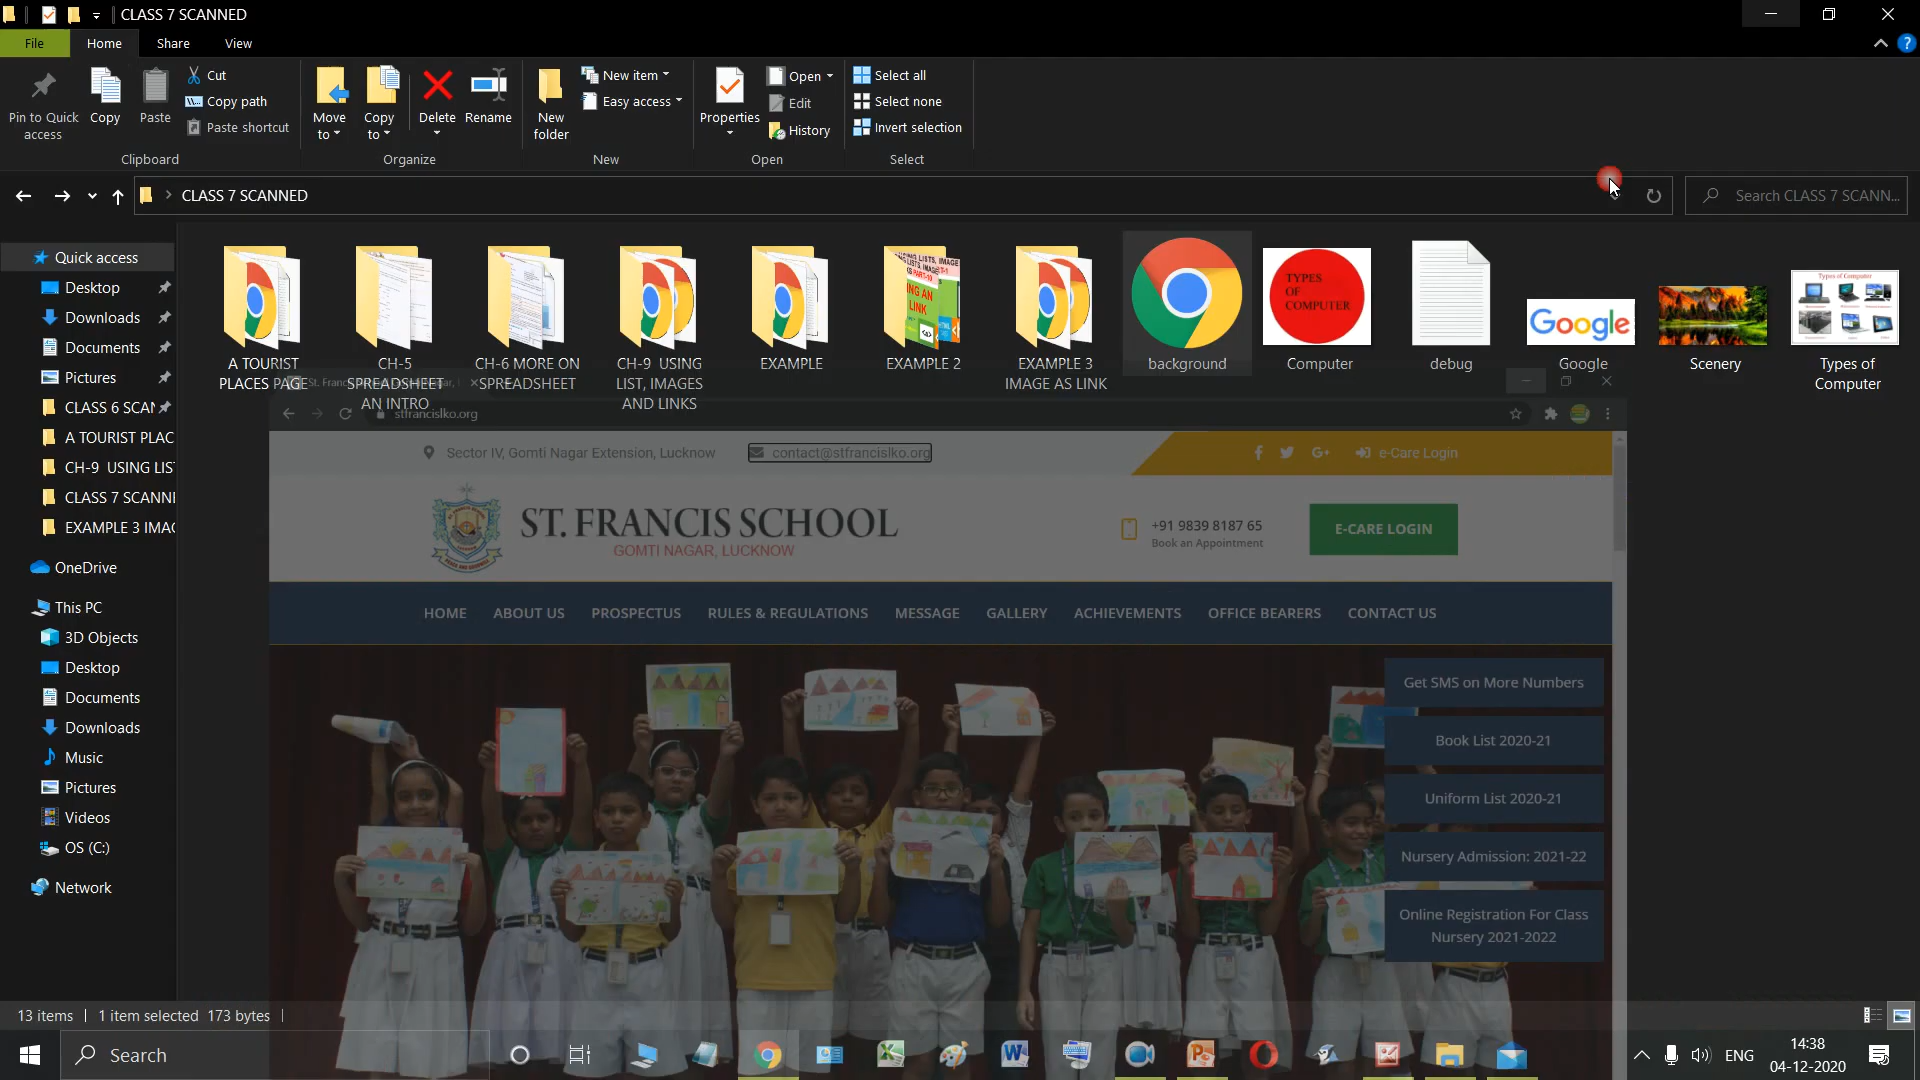 CLASS 7 SCANNED
File
Home
Share
View
Pin to Quick
access
Copy
Paste
Cut
Copy path
Paste shortcut
Clipboard
Move
to
Copy
to
Delete
Rename
Organize
New
folder
New item
Easy access
New
Properties
Open
Edit
History
Open
Select all
Select none
Invert selection
Select
CLASS 7 SCANNED
Search CLASS 7 SCANN...
Quick access
Desktop
Downloads
Documents
Pictures
CLASS 6 SCAN
A TOURIST PLAC
CH-9 USING LIST
CLASS 7 SCANNI
EXAMPLE 3 IMAG
OneDrive
This PC
3D Objects
Desktop
Documents
Downloads
Music
Pictures
Videos
OS (C:)
Network
A TOURIST
PLACES PAGE
CH-5
SPREADSHEET
AN INTRO
CH-6 MORE ON
SPREADSHEET
CH-9 USING
LIST, IMAGES
AND LINKS
EXAMPLE
EXAMPLE 2
EXAMPLE 3
IMAGE AS LINK
background
TYPES
OF
COMPUTER
Computer
debug
Google
Google
Scenery
Types of Computer
Types of
Computer
stfrancislko.org
Sector IV, Gomti Nagar Extension, Lucknow
contact@stfrancislko.org
e-Care Login
ST. FRANCIS SCHOOL
GOMTI NAGAR, LUCKNOW
+91 9839 8187 65
Book an Appointment
E-CARE LOGIN
HOME ABOUT US PROSPECTUS RULES & REGULATIONS MESSAGE GALLERY ACHIEVEMENTS OFFICE BEARERS CONTACT US
Get SMS on More Numbers
Book List 2020-21
Uniform List 2020-21
Nursery Admission: 2021-22
Online Registration For Class
Nursery 2021-2022
13 items
1 item selected 173 bytes
Search
ENG
14:38
04-12-2020